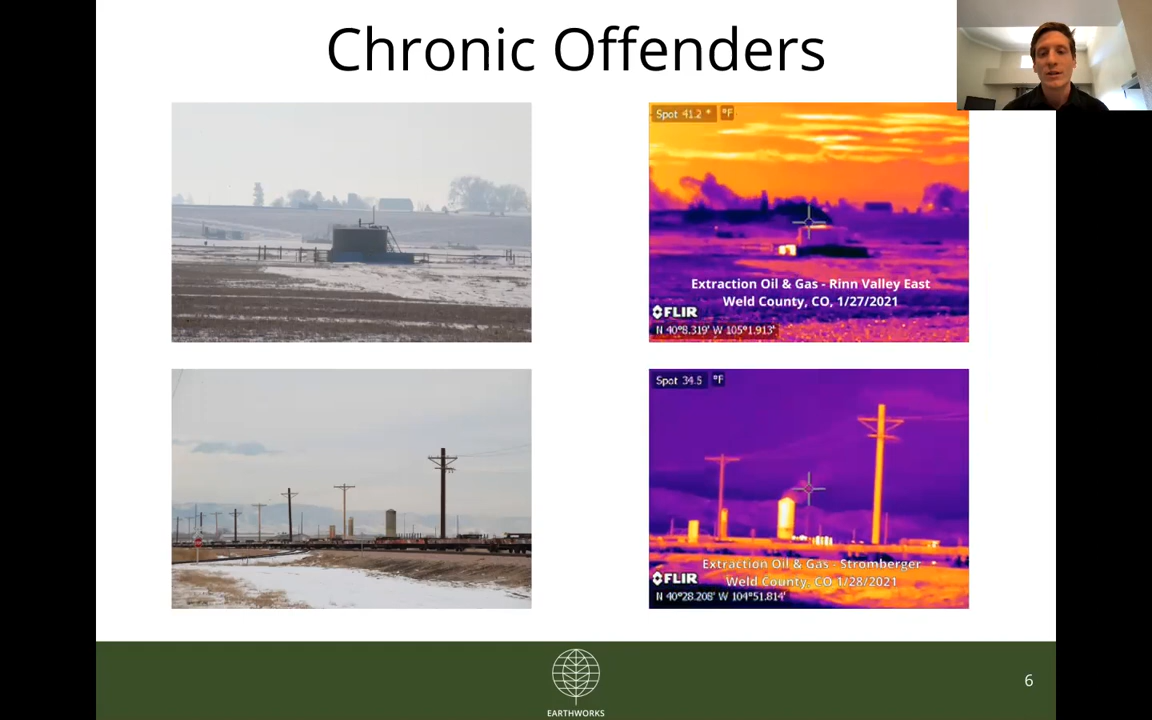 Chronic Offenders
Spot 41.2 ° °F
Extraction Oil & Gas - Rinn Valley East
Weld County, CO, 1/27/2021
FLIR
N 40°8.319' W 105°1.913'
Spot 34.5 °F
Extraction Oil & Gas - Stromberger
Weld County, CO 1/28/2021
FLIR
N 40°28.208' W 104°51.814'
EARTHWORKS
6